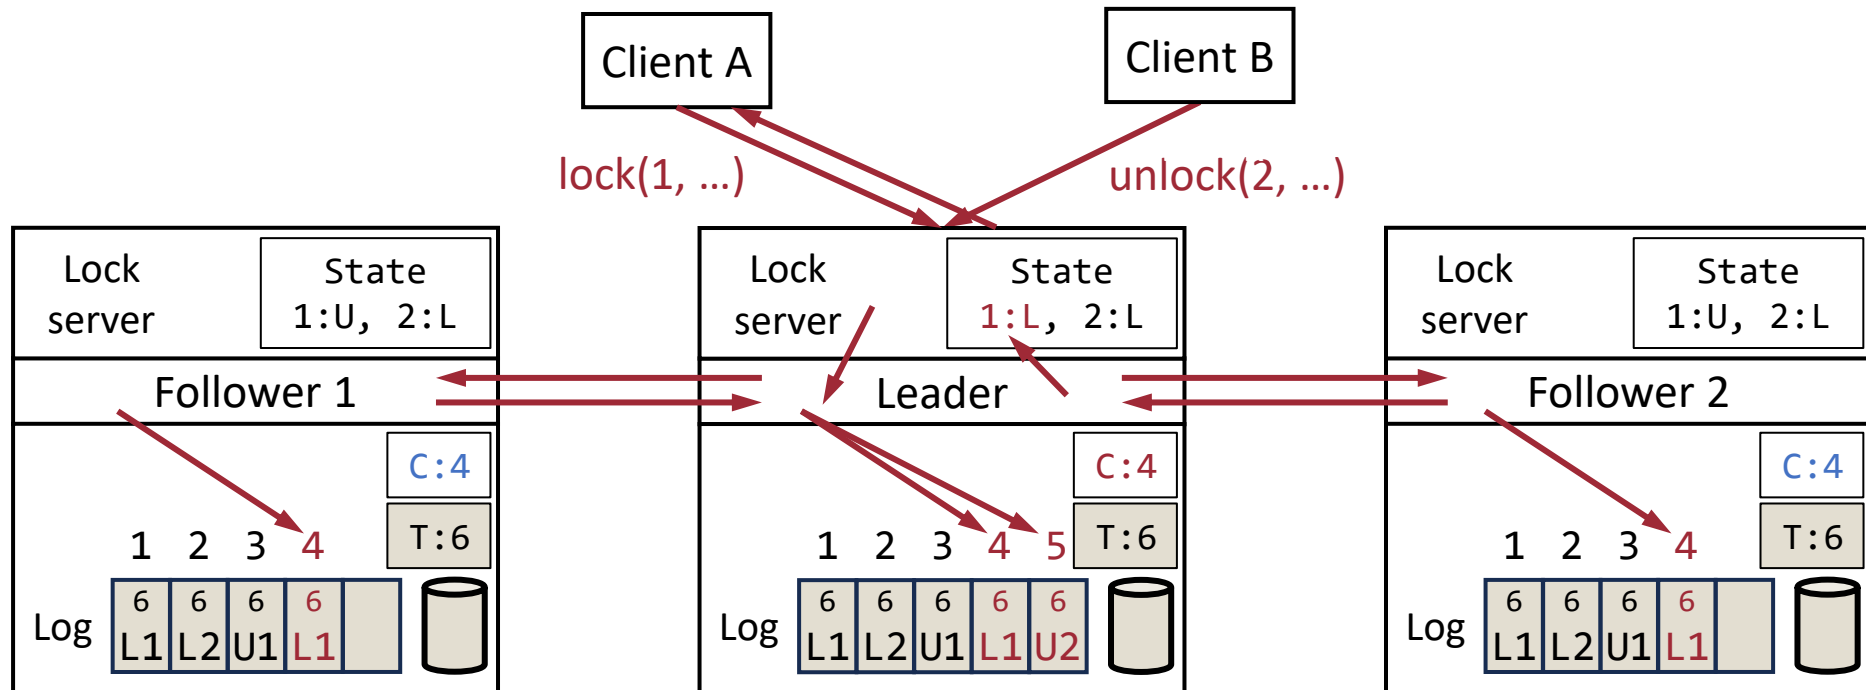 Client A
Client B
lock(1, …)
unlock(2, …)
Lock
server
State
1:U, 2:L
Follower 1
C:4
T:6
1 2 3 4
Log
6 6 6 6
L1 L2 U1 L1
Lock
server
State
1:L, 2:L
Leader
C:4
T:6
1 2 3 4 5
Log
6 6 6 6 6
L1 L2 U1 L1 U2
Lock
server
State
1:U, 2:L
Follower 2
C:4
T:6
1 2 3 4
Log
6 6 6 6
L1 L2 U1 L1